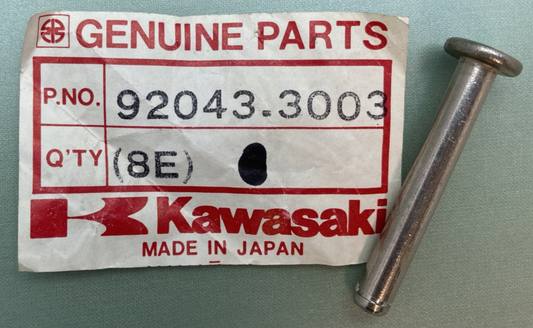 GENUINE PARTS
P.NO. 92043-3003
Q'TY (8E)
Kawasaki
MADE IN JAPAN